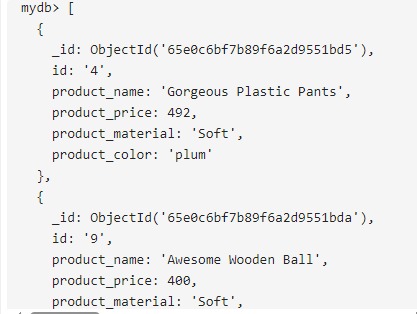 mydb> [
  {
    _id: ObjectId('65e0c6bf7b89f6a2d9551bd5'),
    id: '4',
    product_name: 'Gorgeous Plastic Pants',
    product_price: 492,
    product_material: 'Soft',
    product_color: 'plum'
  },
  {
    _id: ObjectId('65e0c6bf7b89f6a2d9551bda'),
    id: '9',
    product_name: 'Awesome Wooden Ball',
    product_price: 400,
    product_material: 'Soft',